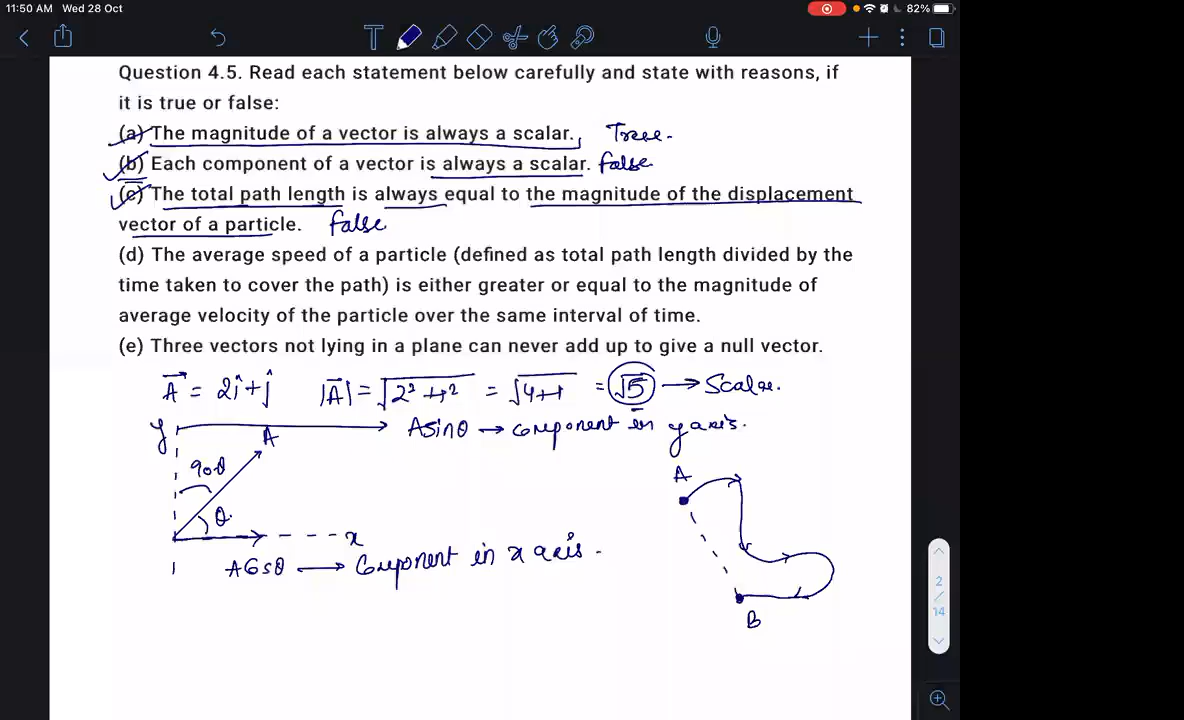 11:50 AM Wed 28 Oct
82%
Question 4.5. Read each statement below carefully and state with reasons, if
it is true or false:
(a) The magnitude of a vector is always a scalar. True.
(b) Each component of a vector is always a scalar. false
(c) The total path length is always equal to the magnitude of the displacement
vector of a particle. false
(d) The average speed of a particle (defined as total path length divided by the
time taken to cover the path) is either greater or equal to the magnitude of
average velocity of the particle over the same interval of time.
(e) Three vectors not lying in a plane can never add up to give a null vector.
A⃗ = 2î+ĵ |A⃗| = √2²+1² = √4+1 = √5 → Scalar.
y A Asinθ → component in y axis.
90θ A
θ.
x
ACosθ → Component in x axis.
B
2
/
14